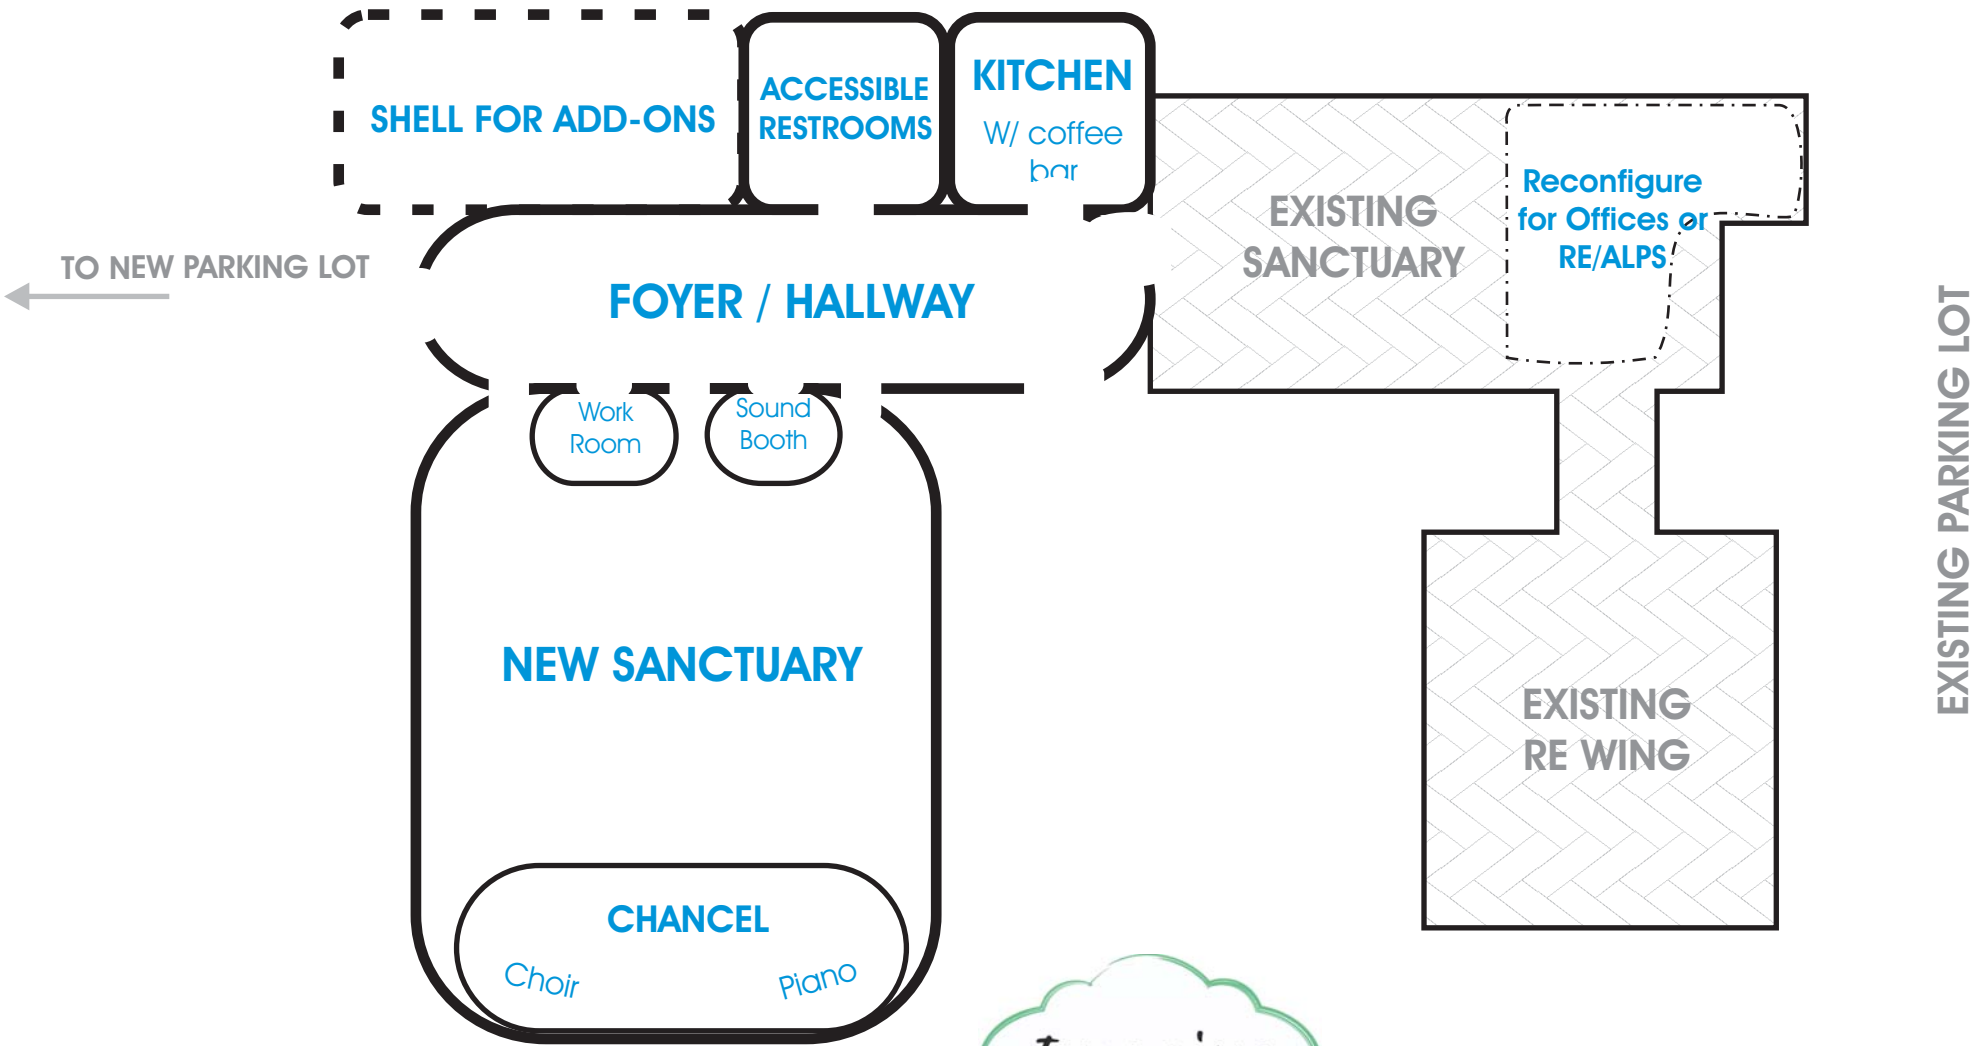 SHELL FOR ADD-ONS
ACCESSIBLE
RESTROOMS
KITCHEN
W/ coffee
bar
EXISTING
SANCTUARY
Reconfigure
for Offices or
RE/ALPS
TO NEW PARKING LOT
FOYER / HALLWAY
EXISTING PARKING LOT
Work
Room
Sound
Booth
NEW SANCTUARY
EXISTING
RE WING
CHANCEL
Choir
Piano